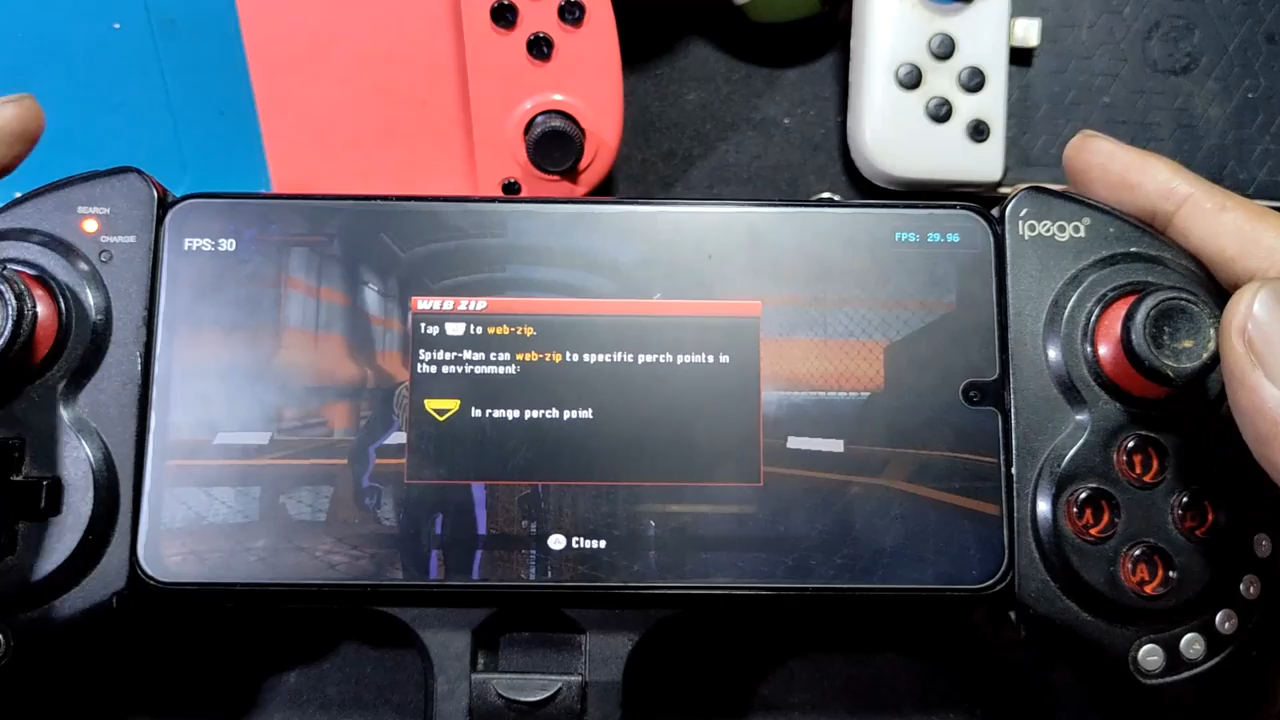 SEARCH
CHARGE
ípega®
FPS: 30
FPS: 29.96
WEB ZIP
Tap to web-zip.
Spider-Man can web-zip to specific perch points in
the environment:
In range perch point
Close
A